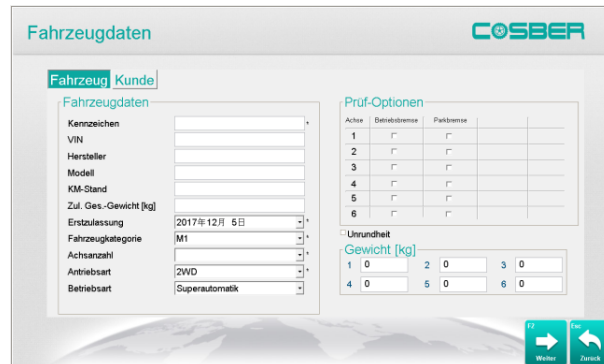 Fahrzeugdaten
COSBER
Fahrzeug Kunde
Fahrzeugdaten
Kennzeichen *
VIN
Hersteller
Modell
KM-Stand
Zul. Ges.-Gewicht [kg]
Erstzulassung 2017年12月 5日 *
Fahrzeugkategorie M1 *
Achsanzahl *
Antriebsart 2WD *
Betriebsart Superautomatik
Prüf-Optionen
Achse Betriebsbremse Parkbremse
1
2
3
4
5
6
Unrundheit
Gewicht [kg]
1 0 2 0 3 0
4 0 5 0 6 0
F2 Esc
Weiter Zurück